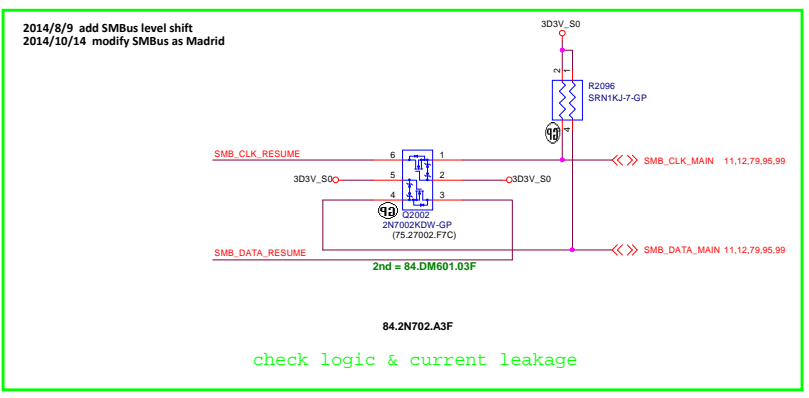 2014/8/9 add SMBus level shift
2014/10/14 modify SMBus as Madrid
3D3V_S0
2 1
R2096
SRN1KJ-7-GP
3 4
GP
SMB_CLK_RESUME
6 1
SMB_CLK_MAIN 11,12,79,95,99
3D3V_S0
5 2
3D3V_S0
4 3
GP
Q2002
2N7002KDW-GP
(75.27002.F7C)
SMB_DATA_RESUME
SMB_DATA_MAIN 11,12,79,95,99
2nd = 84.DM601.03F
84.2N702.A3F
check logic & current leakage